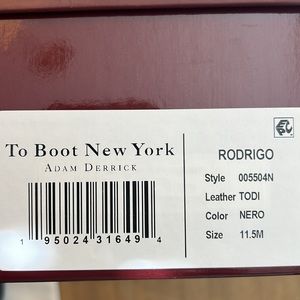 To Boot New York
ADAM DERRICK
1 95024 31649 4
RODRIGO
Style 005504N
Leather TODI
Color NERO
Size 11.5M